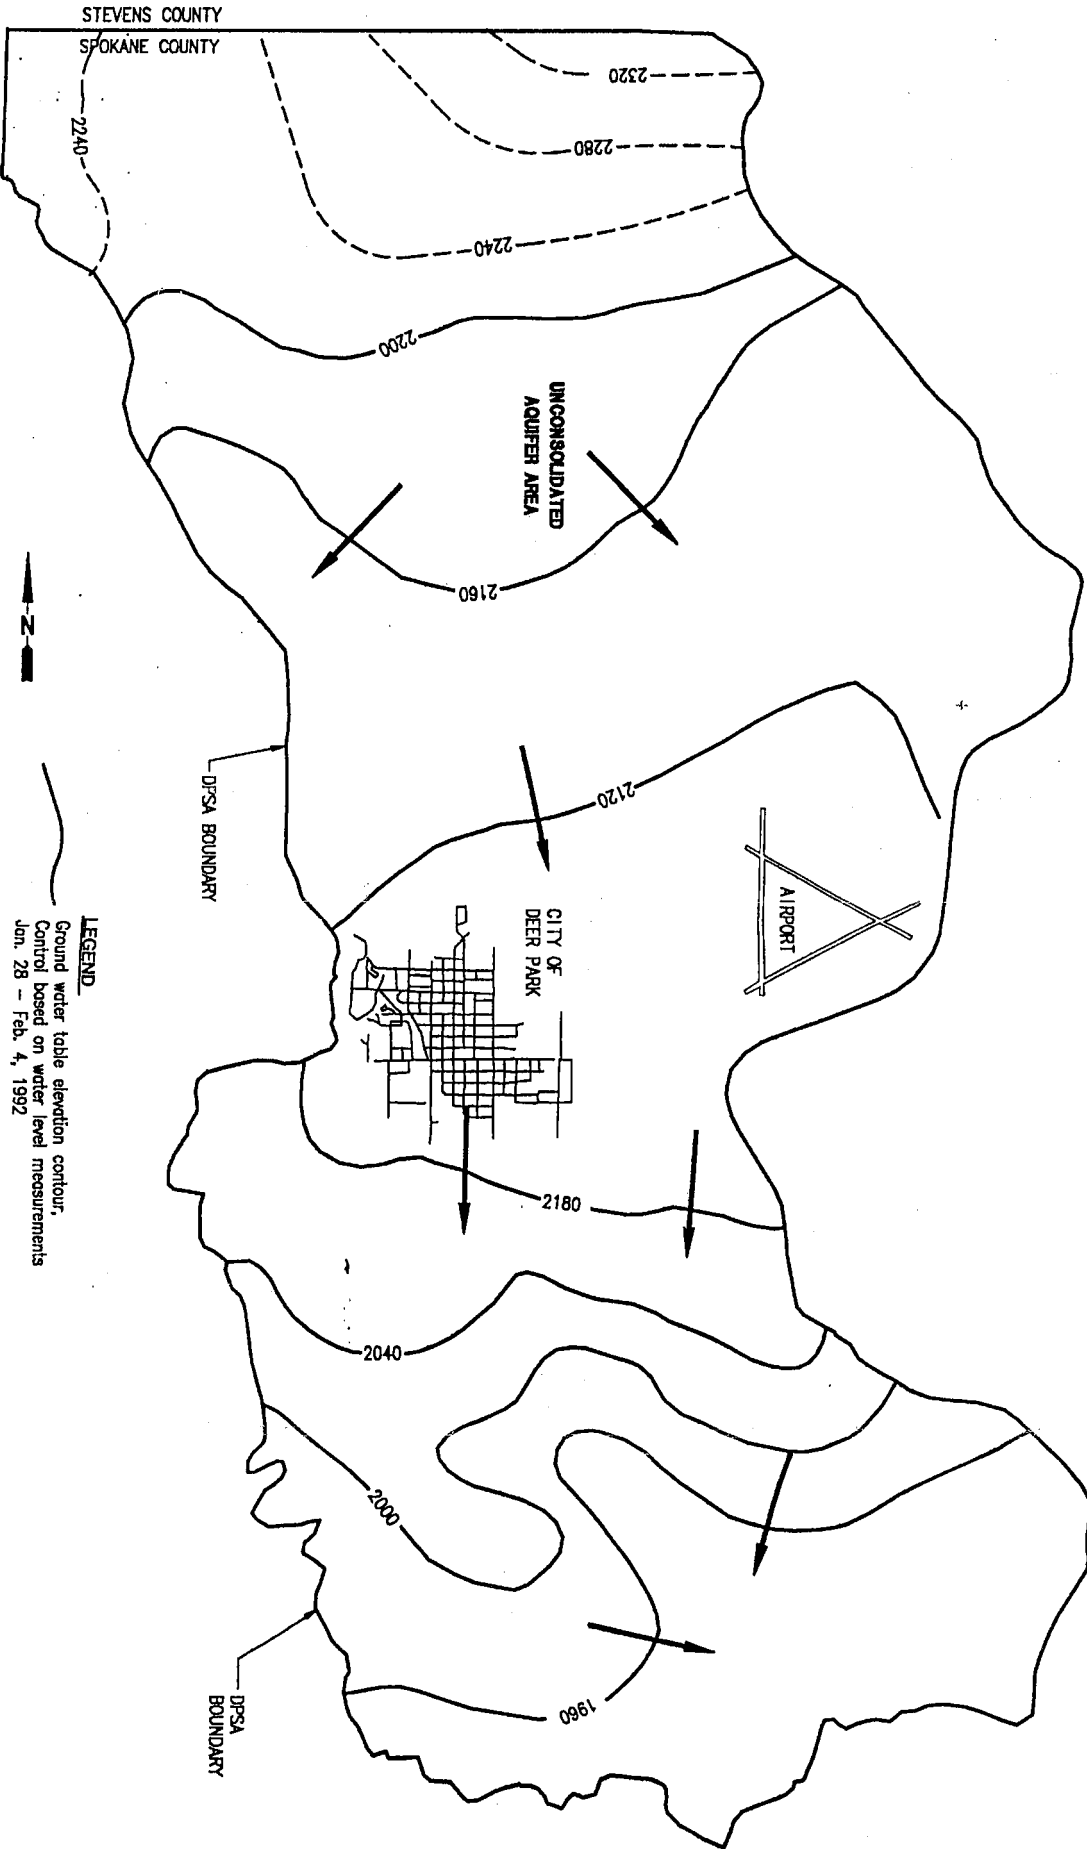 STEVENS COUNTY
SPOKANE COUNTY
2320
2280
2240
2240
2200
UNCONSOLIDATED
AQUIFER AREA
2160
N
2120
DPSA BOUNDARY
AIRPORT
CITY OF
DEER PARK
LEGEND
Ground water table elevation contour,
Control based on water level measurements
Jan. 28 – Feb. 4, 1992
2180
2040
2000
1960
DPSA
BOUNDARY